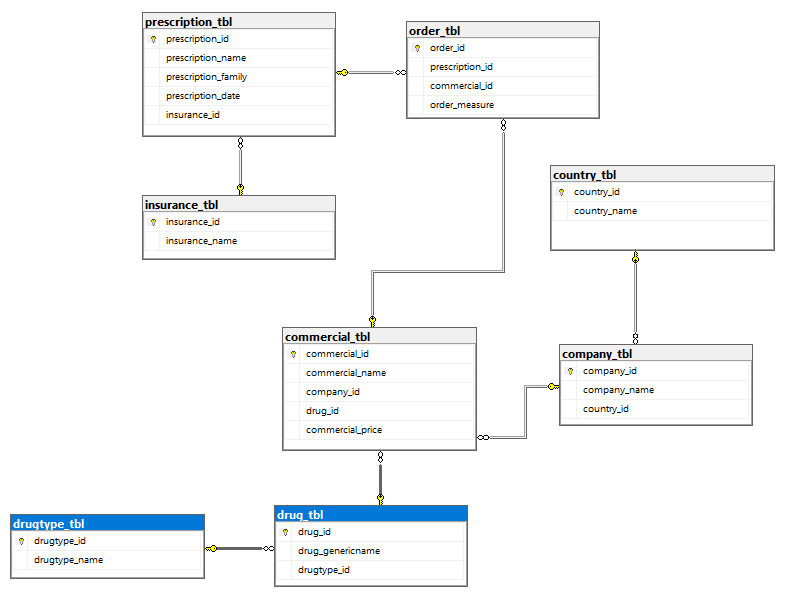 prescription_tbl
prescription_id
prescription_name
prescription_family
prescription_date
insurance_id
order_tbl
order_id
prescription_id
commercial_id
order_measure
insurance_tbl
insurance_id
insurance_name
country_tbl
country_id
country_name
commercial_tbl
commercial_id
commercial_name
company_id
drug_id
commercial_price
company_tbl
company_id
company_name
country_id
drugtype_tbl
drugtype_id
drugtype_name
drug_tbl
drug_id
drug_genericname
drugtype_id